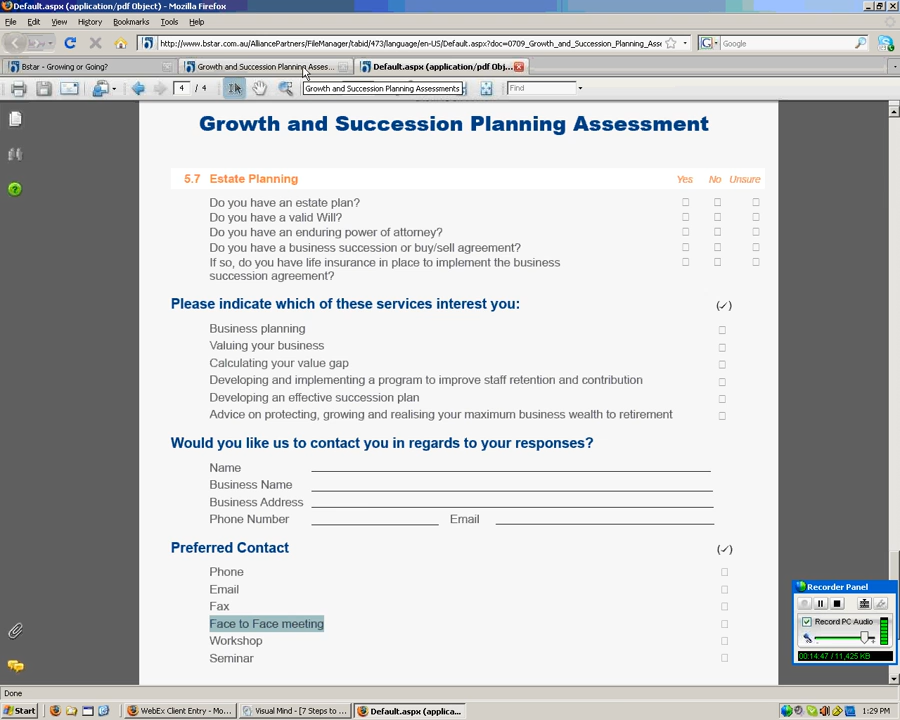 Default.aspx (application/pdf Object) - Mozilla Firefox
File Edit View History Bookmarks Tools Help
http://www.bstar.com.au/AlliancePartners/FileManager/tabid/473/language/en-US/Default.aspx?doc=0709_Growth_and_Succession_Planning_Asse
Google
Bstar - Growing or Going?
Growth and Succession Planning Asses...
Default.aspx (application/pdf Obj...
4 / 4
Growth and Succession Planning Assessments
Find
Growth and Succession Planning Assessment
5.7 Estate Planning Yes No Unsure
Do you have an estate plan?
Do you have a valid Will?
Do you have an enduring power of attorney?
Do you have a business succession or buy/sell agreement?
If so, do you have life insurance in place to implement the business
succession agreement?
Please indicate which of these services interest you: (✓)
Business planning
Valuing your business
Calculating your value gap
Developing and implementing a program to improve staff retention and contribution
Developing an effective succession plan
Advice on protecting, growing and realising your maximum business wealth to retirement
Would you like us to contact you in regards to your responses?
Name
Business Name
Business Address
Phone Number Email
Preferred Contact (✓)
Phone
Email
Fax
Face to Face meeting
Workshop
Seminar
Recorder Panel
Record PC Audio
00:14:47 / 11,425 KB
Done
Start
WebEx Client Entry - Mo...
Visual Mind - [7 Steps to ...
Default.aspx (applica...
1:29 PM